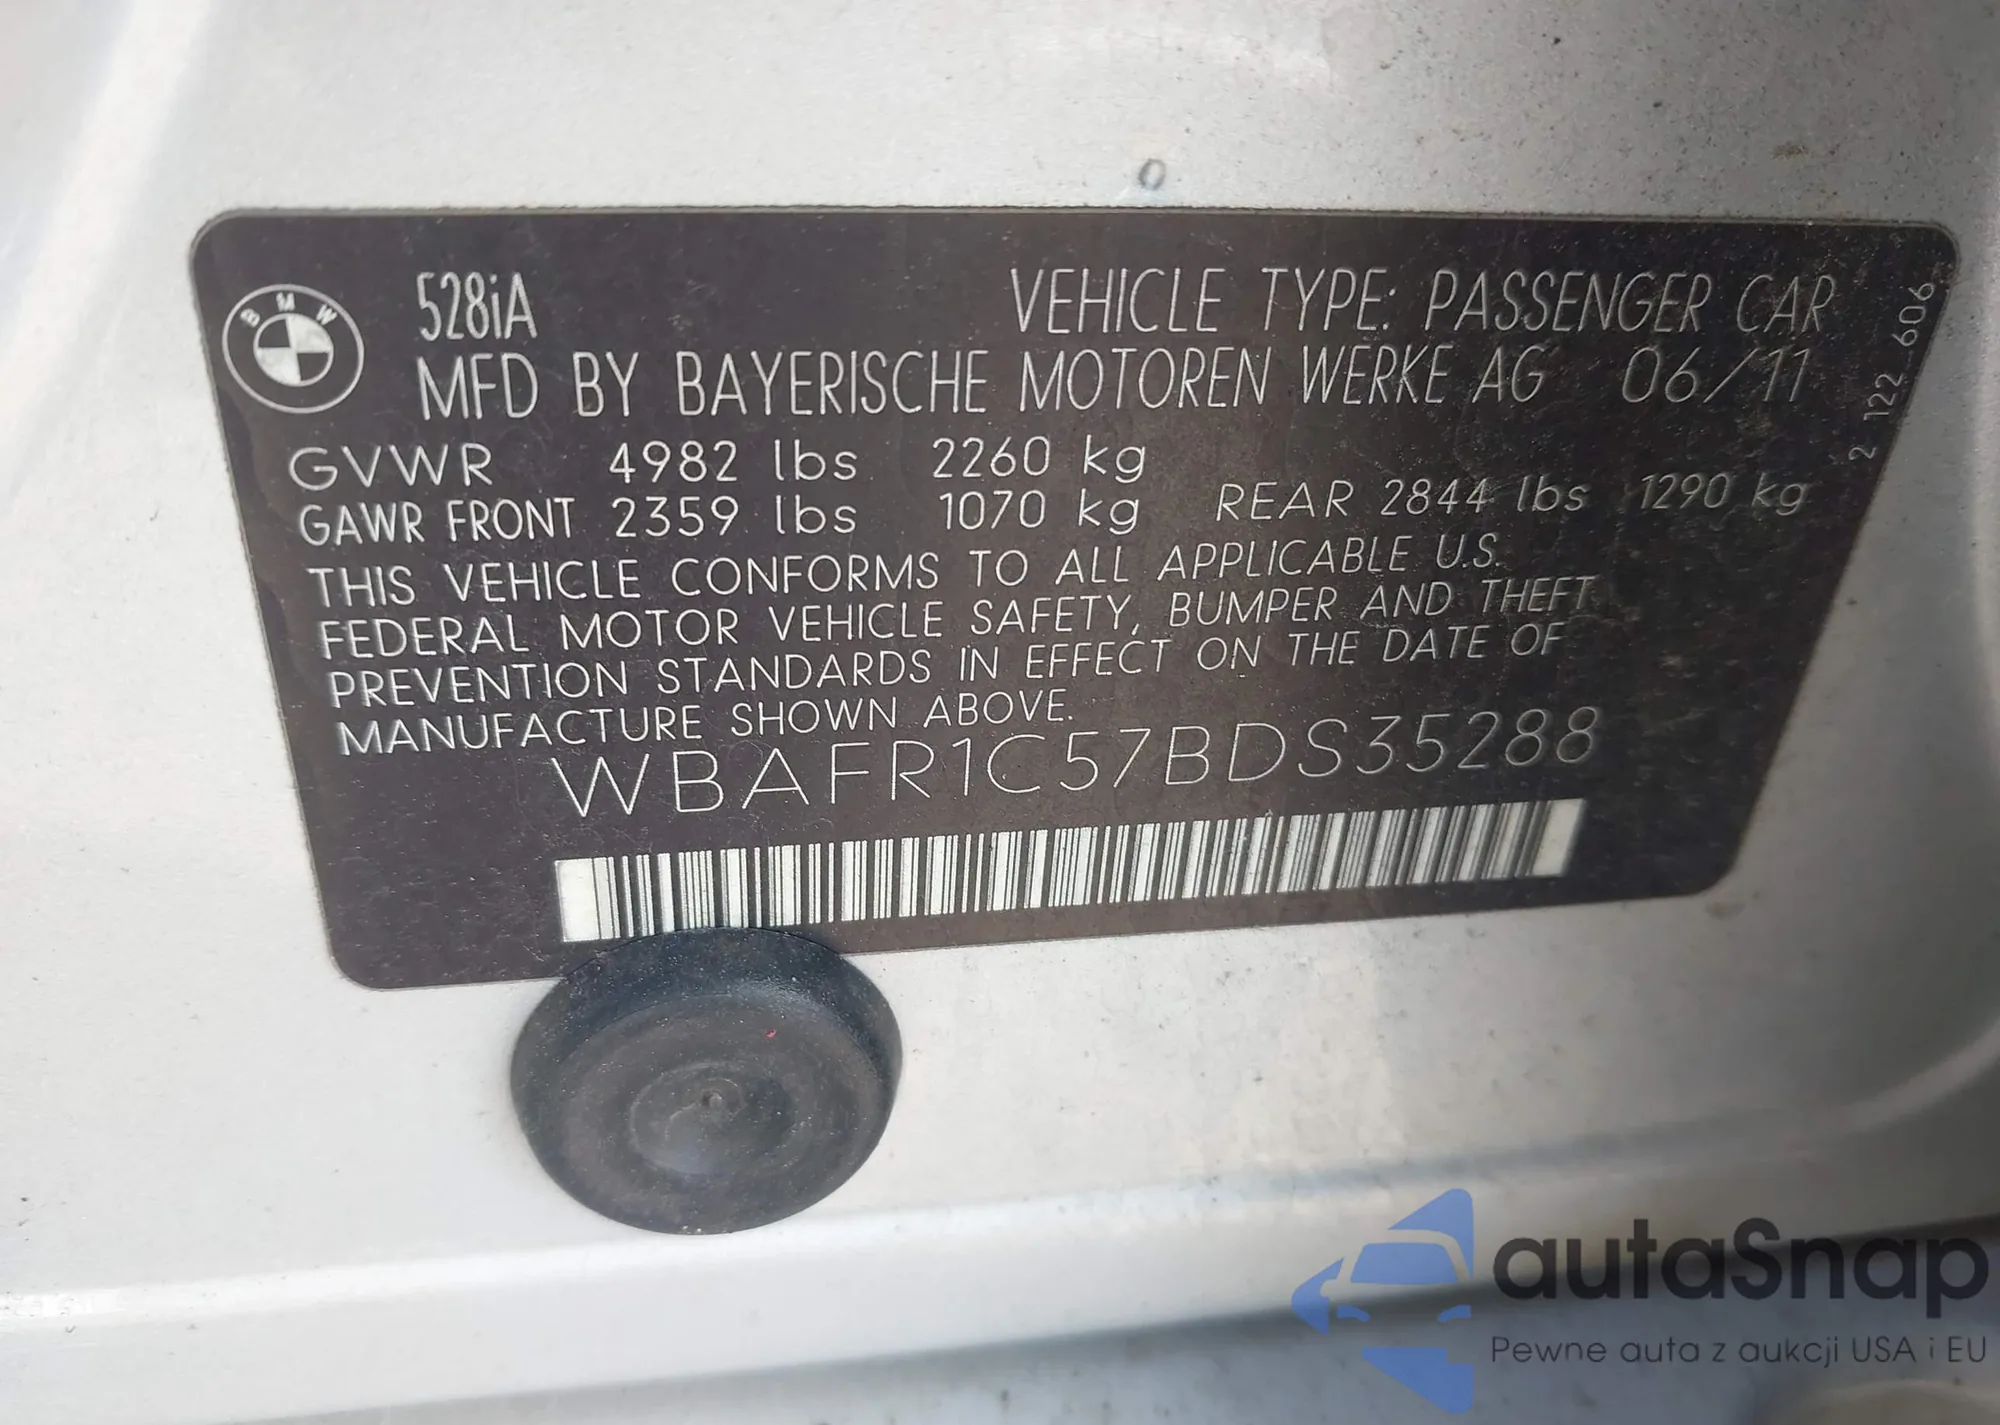 528iA
VEHICLE TYPE: PASSENGER CAR
BMW
MFD BY BAYERISCHE MOTOREN WERKE AG 06/11
GVWR 4982 lbs 2260 kg
GAWR FRONT 2359 lbs 1070 kg REAR 2844 lbs 1290 kg
THIS VEHICLE CONFORMS TO ALL APPLICABLE U.S.
FEDERAL MOTOR VEHICLE SAFETY, BUMPER AND THEFT
PREVENTION STANDARDS IN EFFECT ON THE DATE OF
MANUFACTURE SHOWN ABOVE.
WBAFR1C57BDS35288
2 122 606
autaSnap
Pewne auta z aukcji USA i EU